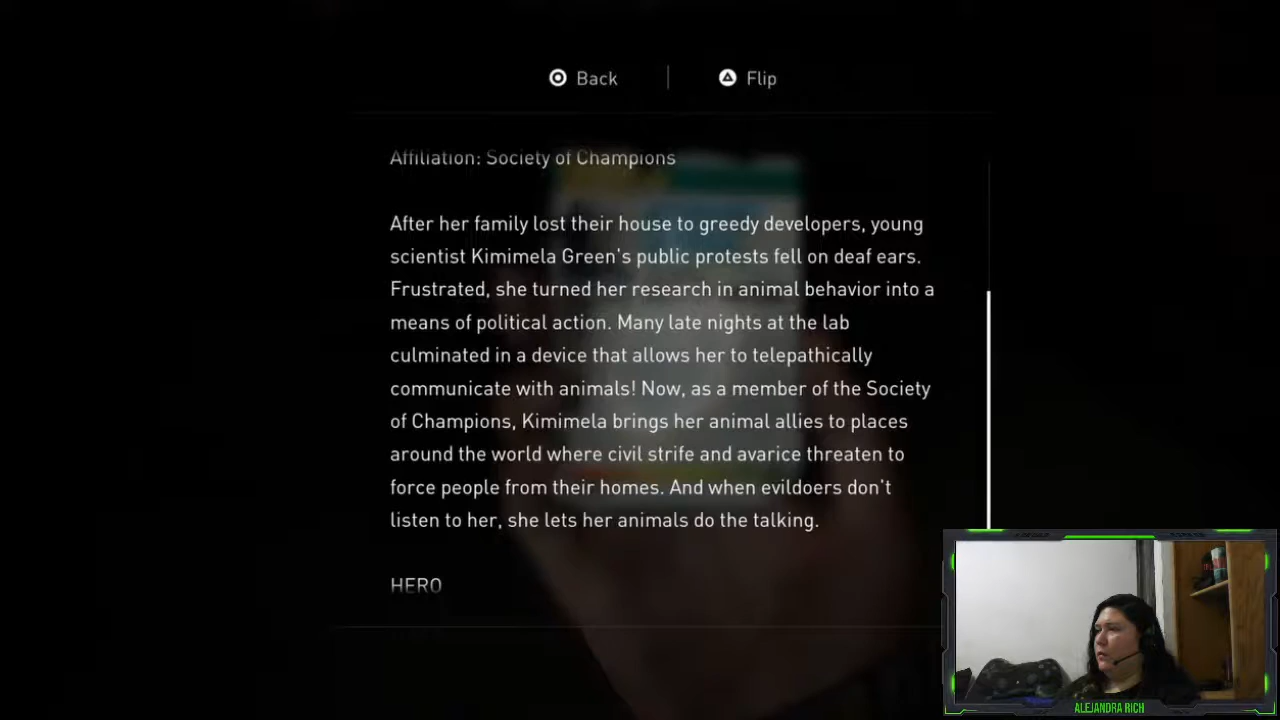 Back
Flip
Affiliation: Society of Champions
After her family lost their house to greedy developers, young
scientist Kimimela Green's public protests fell on deaf ears.
Frustrated, she turned her research in animal behavior into a
means of political action. Many late nights at the lab
culminated in a device that allows her to telepathically
communicate with animals! Now, as a member of the Society
of Champions, Kimimela brings her animal allies to places
around the world where civil strife and avarice threaten to
force people from their homes. And when evildoers don't
listen to her, she lets her animals do the talking.
HERO
ALEJANDRA RICH